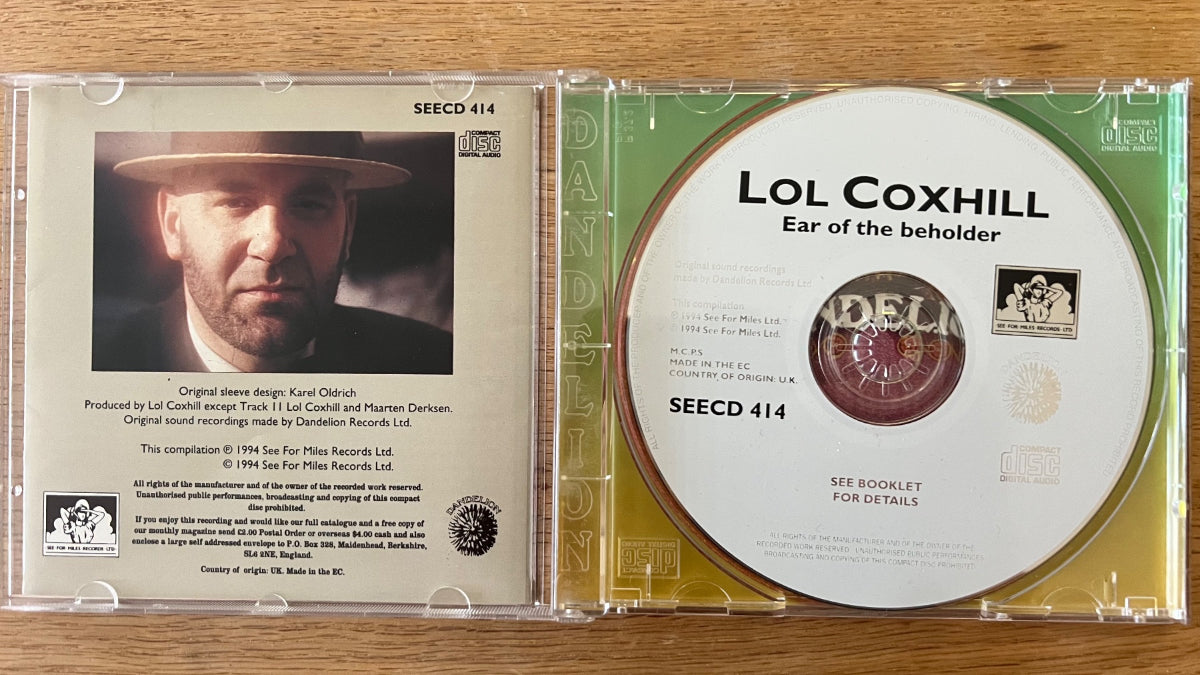 SEECD 414
COMPACT
disc
DIGITAL AUDIO
Original sleeve design: Karel Oldrich
Produced by Lol Coxhill except Track 11 Lol Coxhill and Maarten Derksen.
Original sound recordings made by Dandelion Records Ltd.
This compilation ℗ 1994 See For Miles Records Ltd.
© 1994 See For Miles Records Ltd.
All rights of the manufacturer and of the owner of the recorded work reserved.
Unauthorised public performances, broadcasting and copying of this compact
disc prohibited.
If you enjoy this recording and would like our full catalogue and a free copy of
our monthly magazine send £2.00 Postal Order or overseas $4.00 cash and also
enclose a large self addressed envelope to P.O. Box 328, Maidenhead, Berkshire,
SL6 2NE, England.
Country of origin: UK. Made in the EC.
SEE·FOR·MILES·RECORDS·LTD
DANDELION
DANDELION
COMPACT
disc
DIGITAL AUDIO
LOL COXHILL
Ear of the beholder
Original sound recordings
made by Dandelion Records Ltd
This compilation
℗ 1994 See For Miles Ltd.
© 1994 See For Miles Ltd.
M.C.P.S
MADE IN THE EC
COUNTRY OF ORIGIN: U.K.
SEECD 414
SEE·FOR·MILES·RECORDS·LTD
DANDELION
COMPACT
disc
DIGITAL AUDIO
SEE BOOKLET
FOR DETAILS
ALL RIGHTS OF THE MANUFACTURER AND OF THE OWNER OF THE
RECORDED WORK RESERVED. UNAUTHORISED PUBLIC PERFORMANCES
BROADCASTING AND COPYING OF THIS COMPACT DISC PROHIBITED
COMPACT
disc
DIGITAL AUDIO